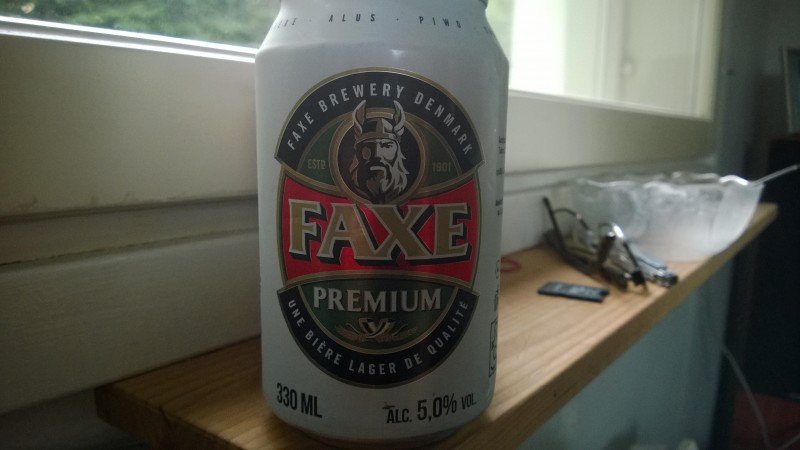 ALUS · PIVO
FAXE BREWERY DENMARK
ESTD 1901
FAXE
PREMIUM
UNE BIÈRE LAGER DE QUALITÉ
330 ML
ALC. 5,0% VOL.